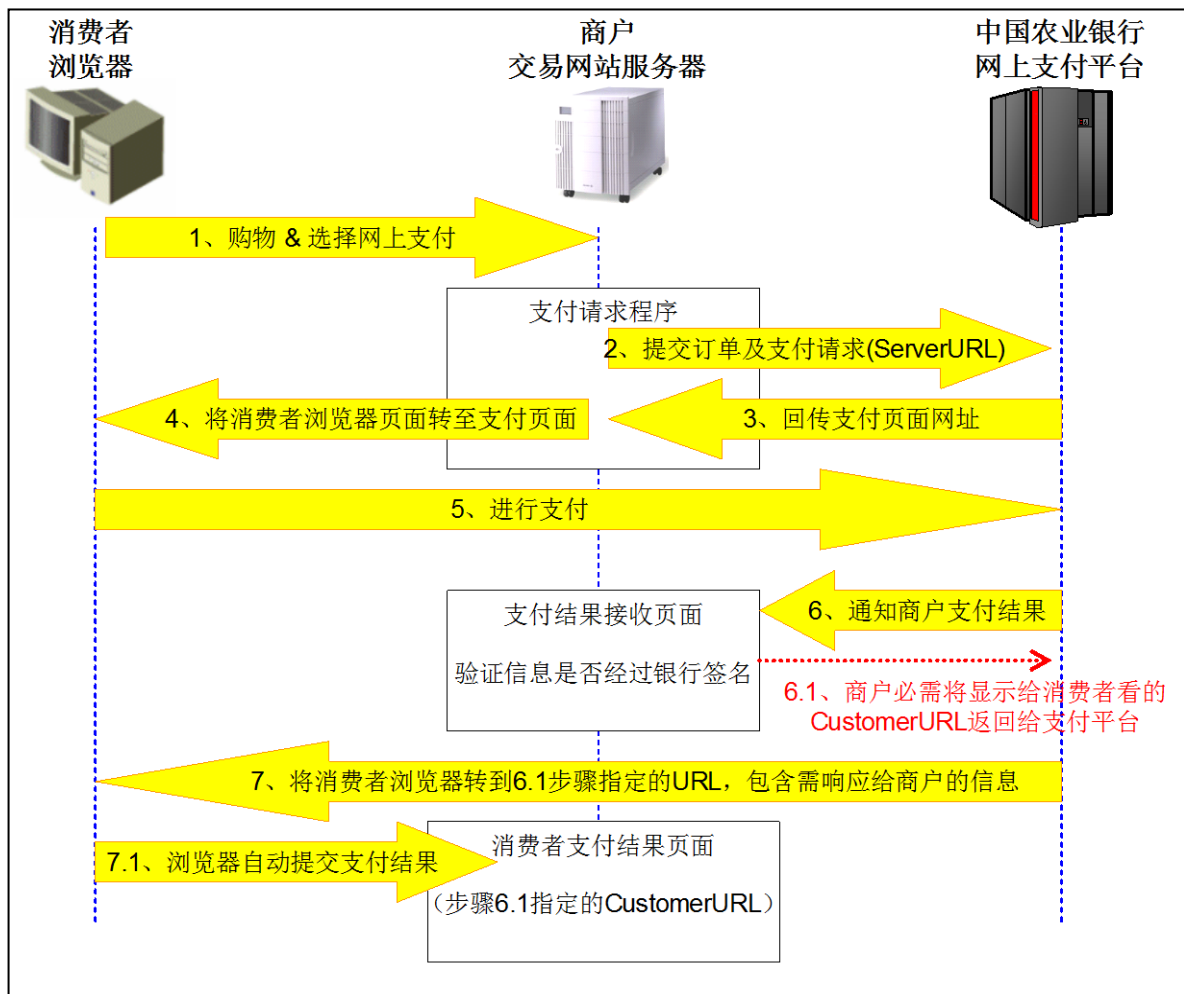 消费者
浏览器
商户
交易网站服务器
中国农业银行
网上支付平台
1、购物 & 选择网上支付
支付请求程序
2、提交订单及支付请求(ServerURL)
3、回传支付页面网址
4、将消费者浏览器页面转至支付页面
5、进行支付
支付结果接收页面
6、通知商户支付结果
验证信息是否经过银行签名
6.1、商户必需将显示给消费者看的
CustomerURL返回给支付平台
7、将消费者浏览器转到6.1步骤指定的URL，包含需响应给商户的信息
消费者支付结果页面
7.1、浏览器自动提交支付结果
（步骤6.1指定的CustomerURL）